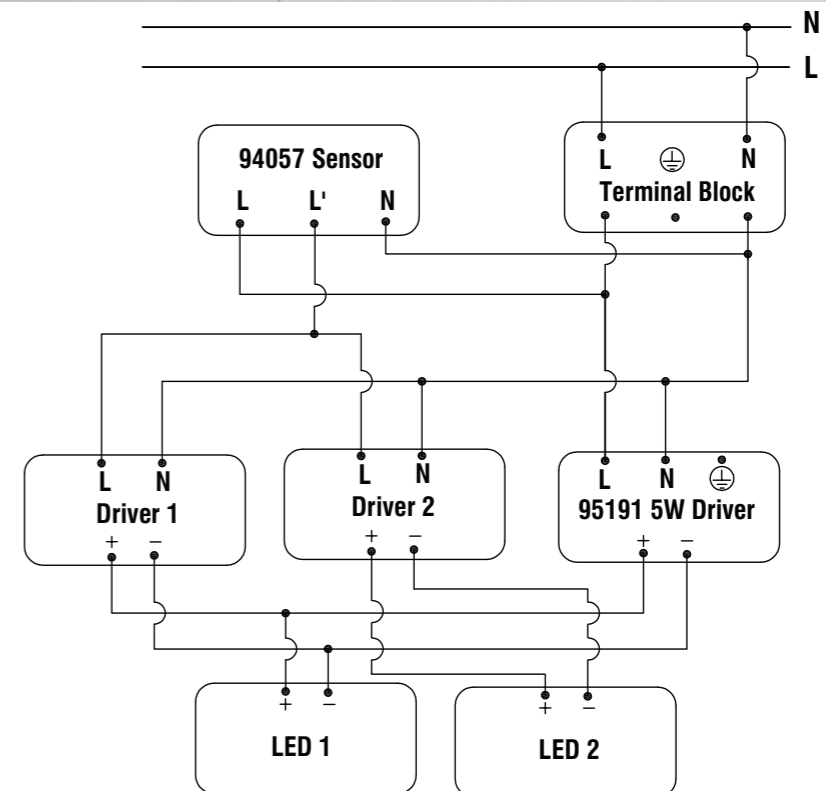 N
L
94057 Sensor
L L' N
L N
Terminal Block
L N
Driver 1
+ −
L N
Driver 2
+ −
L N
95191 5W Driver
+ −
+ −
LED 1
+ −
LED 2